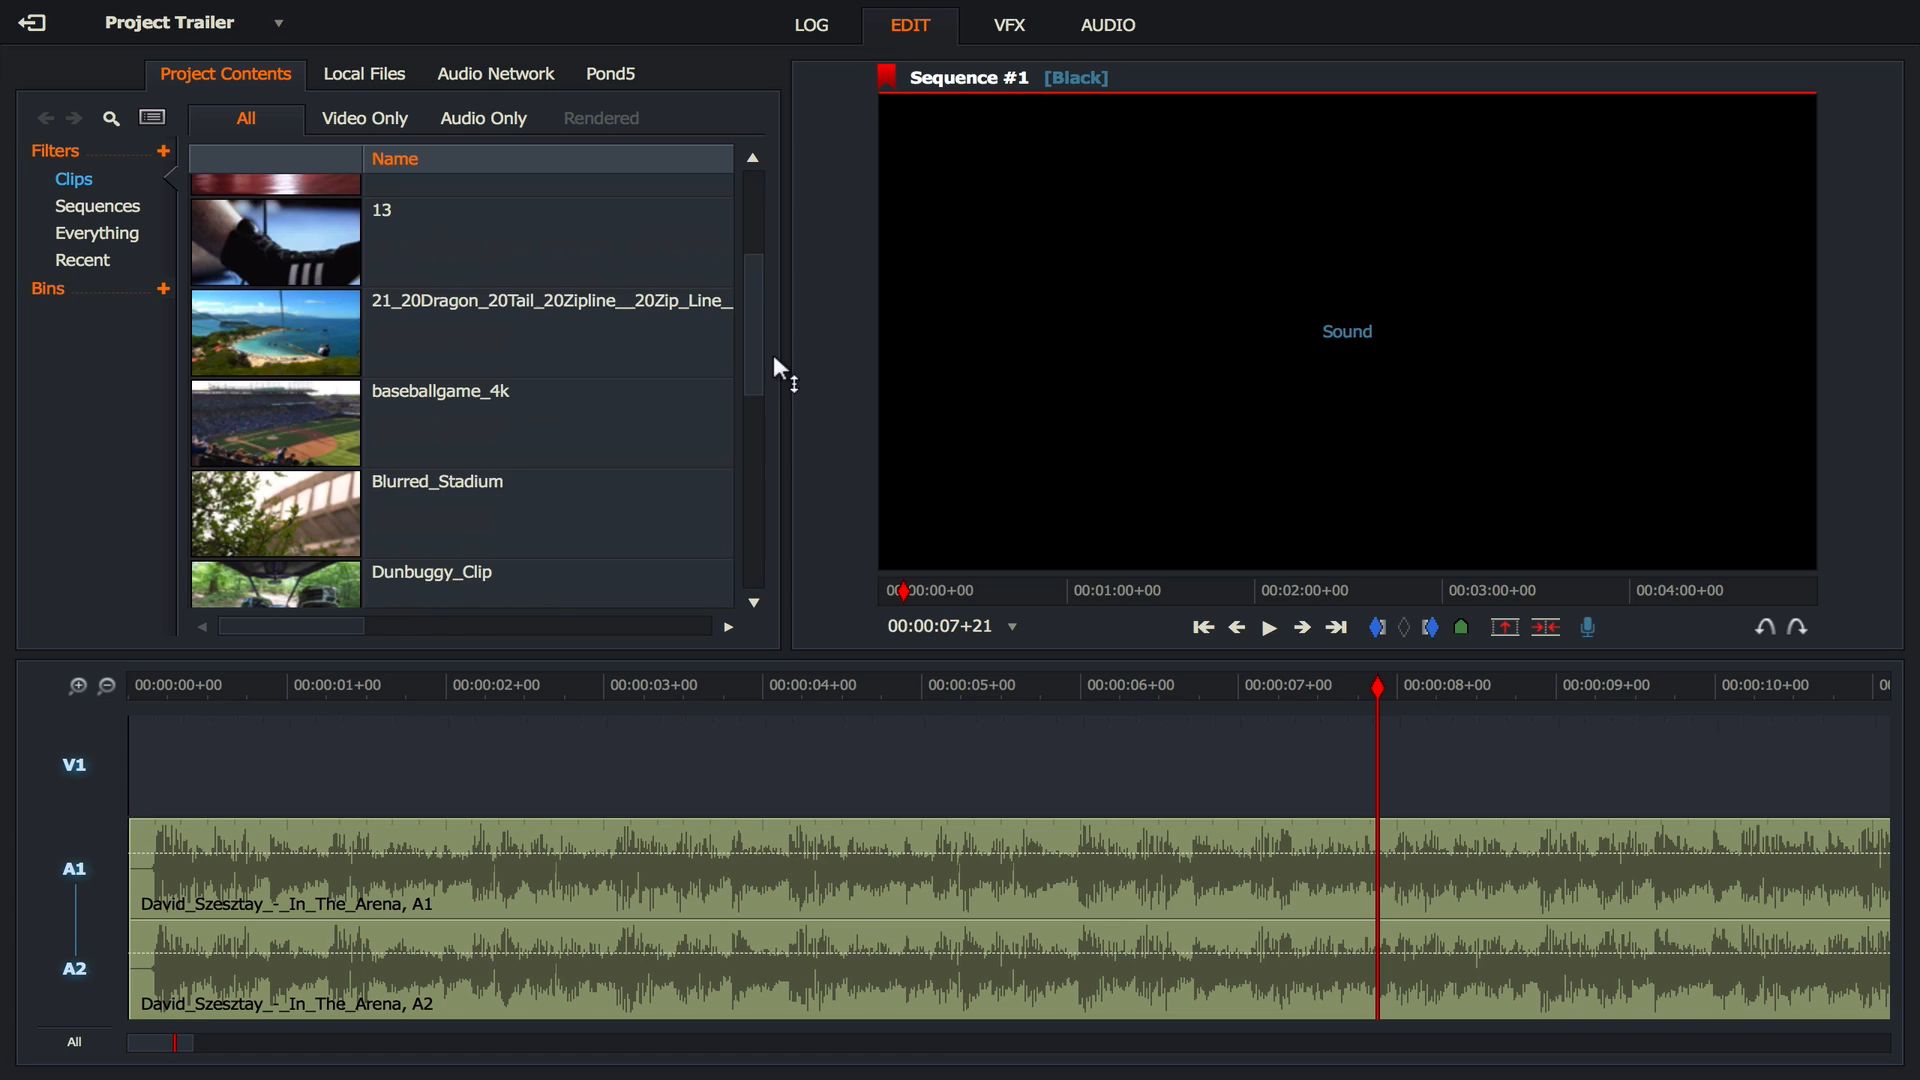 Project Trailer
LOG
EDIT
VFX
AUDIO
Project Contents
Local Files
Audio Network
Pond5
All
Video Only
Audio Only
Rendered
Filters
Clips
Sequences
Everything
Recent
Bins
Name
13
21_20Dragon_20Tail_20Zipline__20Zip_Line_
baseballgame_4k
Blurred_Stadium
Dunbuggy_Clip
Sequence #1 [Black]
Sound
00:00:00+00
00:01:00+00
00:02:00+00
00:03:00+00
00:04:00+00
00:00:07+21
00:00:00+00
00:00:01+00
00:00:02+00
00:00:03+00
00:00:04+00
00:00:05+00
00:00:06+00
00:00:07+00
00:00:08+00
00:00:09+00
00:00:10+00
V1
A1
David_Szesztay_-_In_The_Arena, A1
A2
David_Szesztay_-_In_The_Arena, A2
All